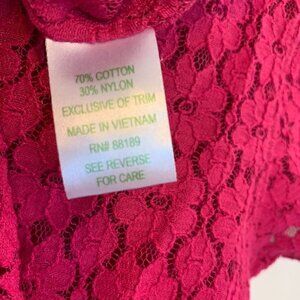 70% COTTON
30% NYLON
EXCLUSIVE OF TRIM
MADE IN VIETNAM
RN# 88189
SEE REVERSE
FOR CARE